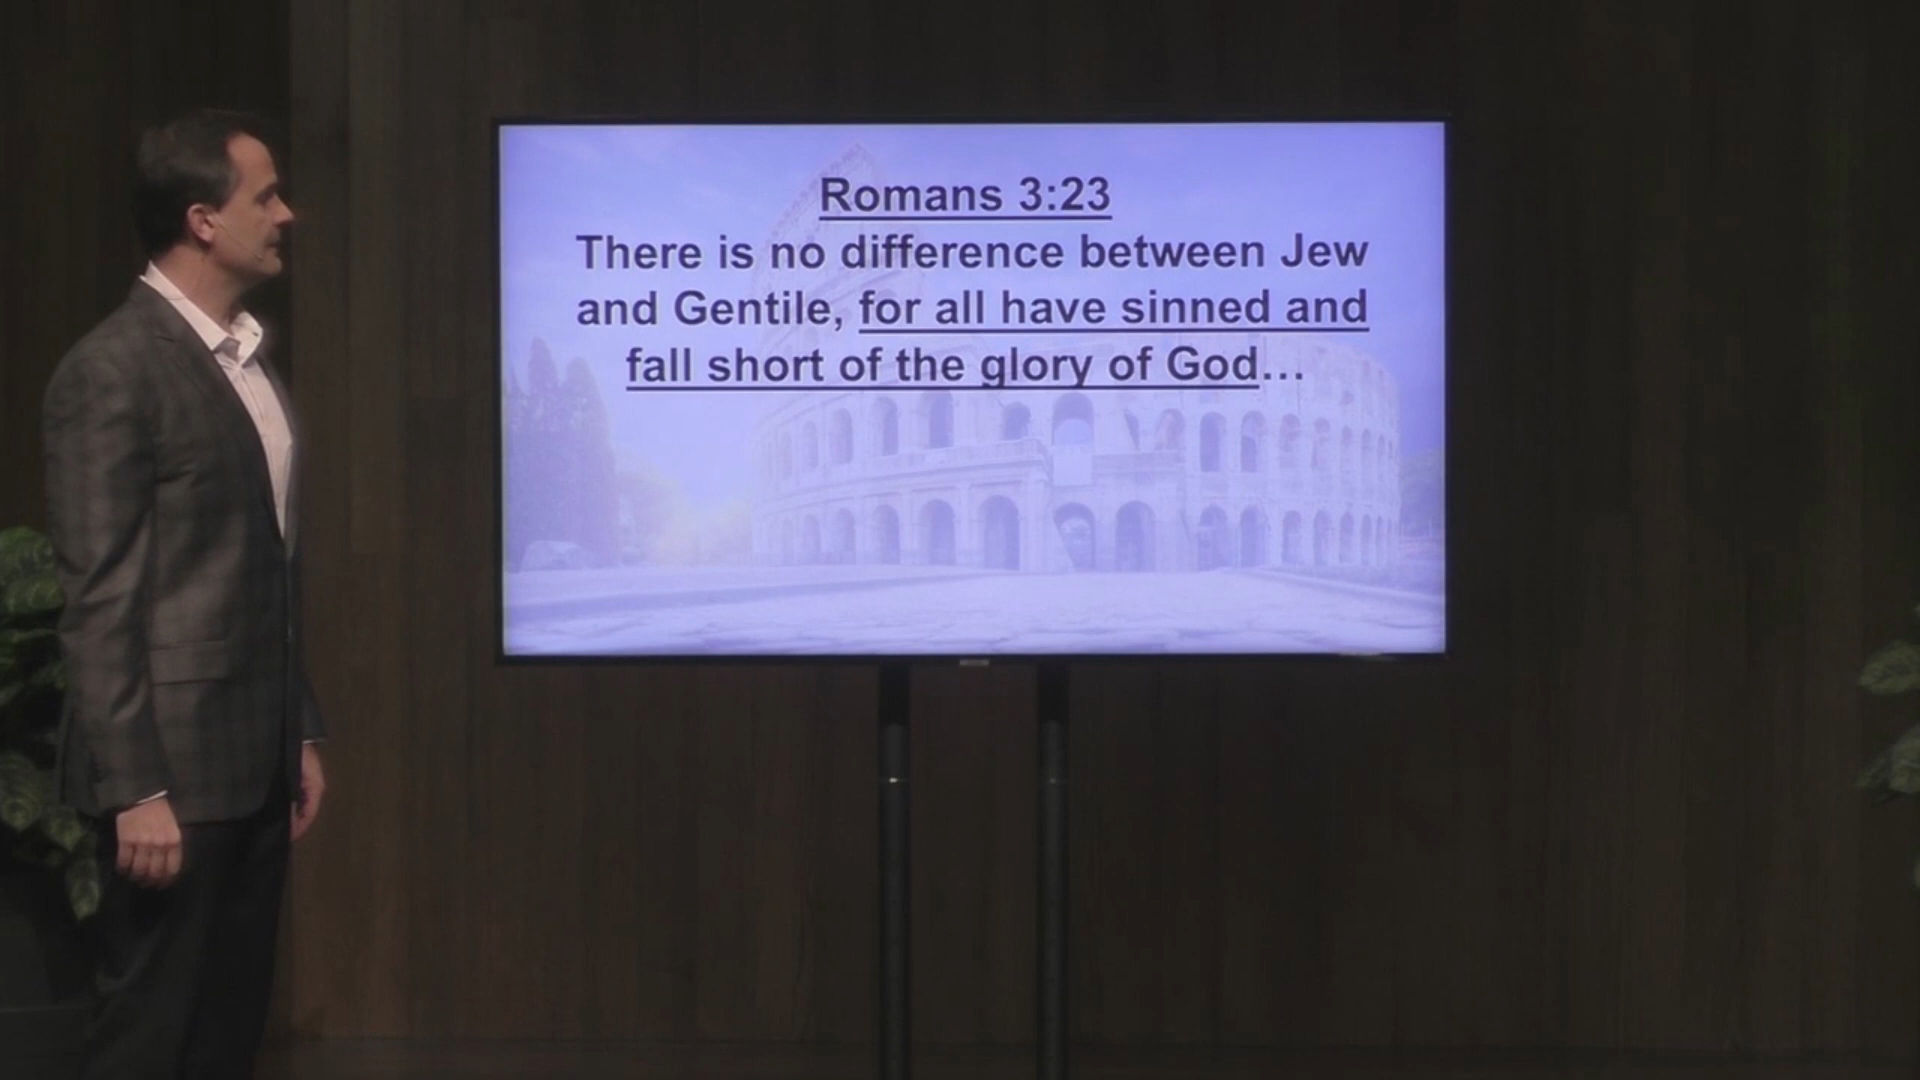 Romans 3:23
There is no difference between Jew
and Gentile, for all have sinned and
fall short of the glory of God...